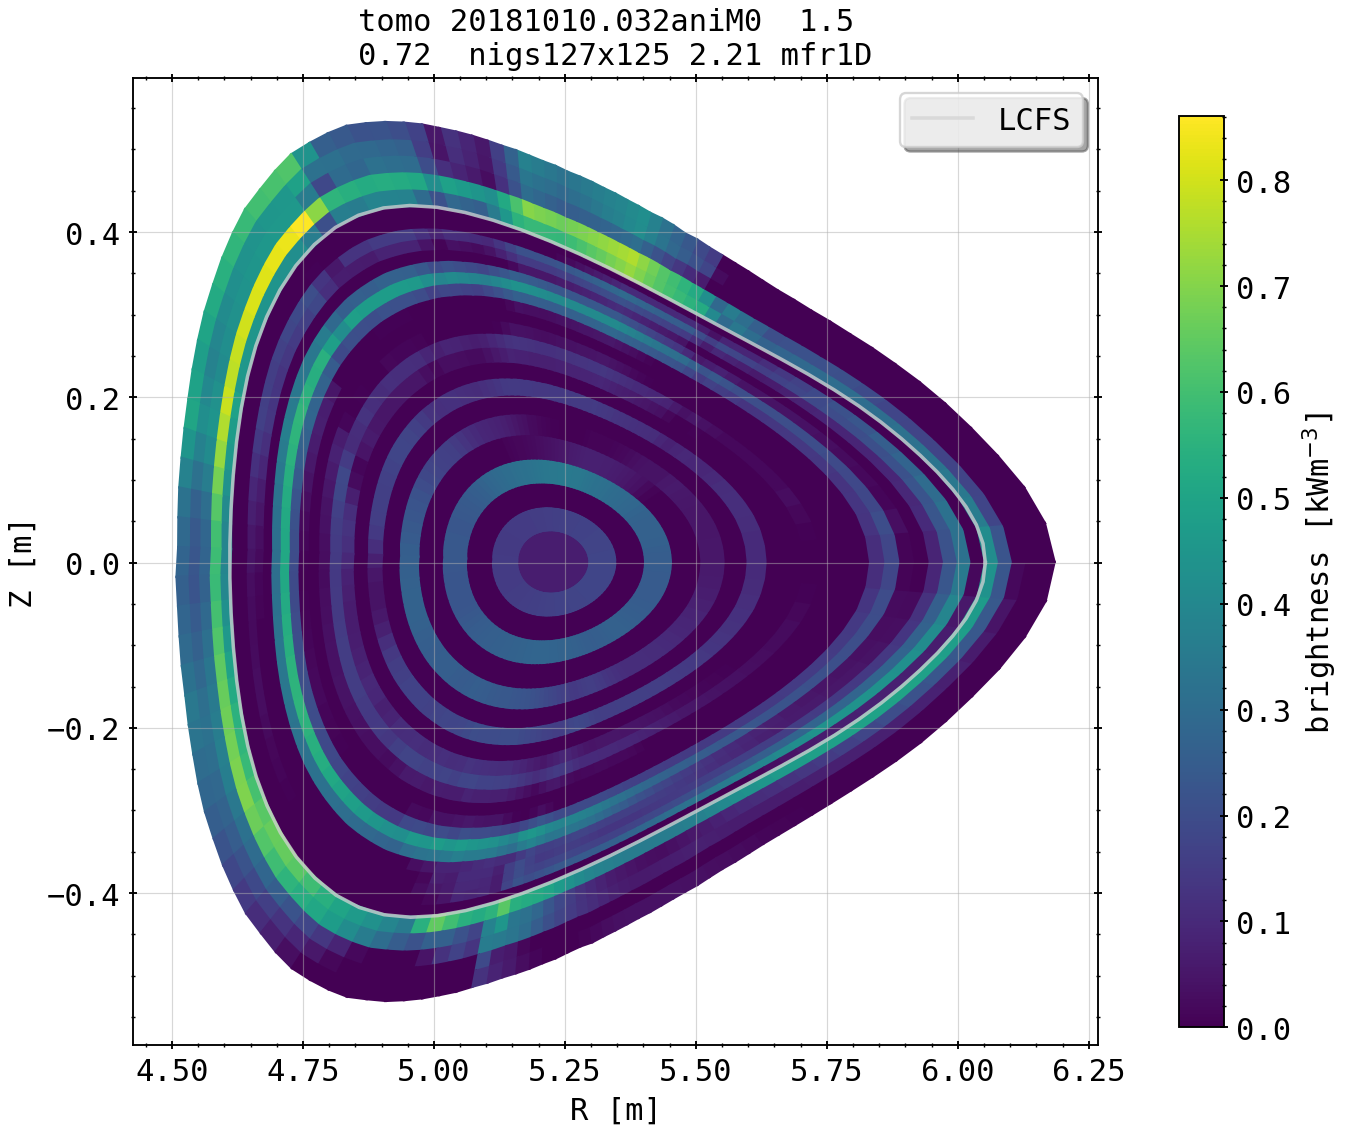 tomo 20181010.032aniM0  1.5
0.72  nigs127x125 2.21 mfr1D
LCFS
0.4
0.2
0.0
−0.2
−0.4
Z [m]
4.50 4.75 5.00 5.25 5.50 5.75 6.00 6.25
R [m]
0.8
0.7
0.6
0.5
0.4
0.3
0.2
0.1
0.0
brightness [kWm⁻³]